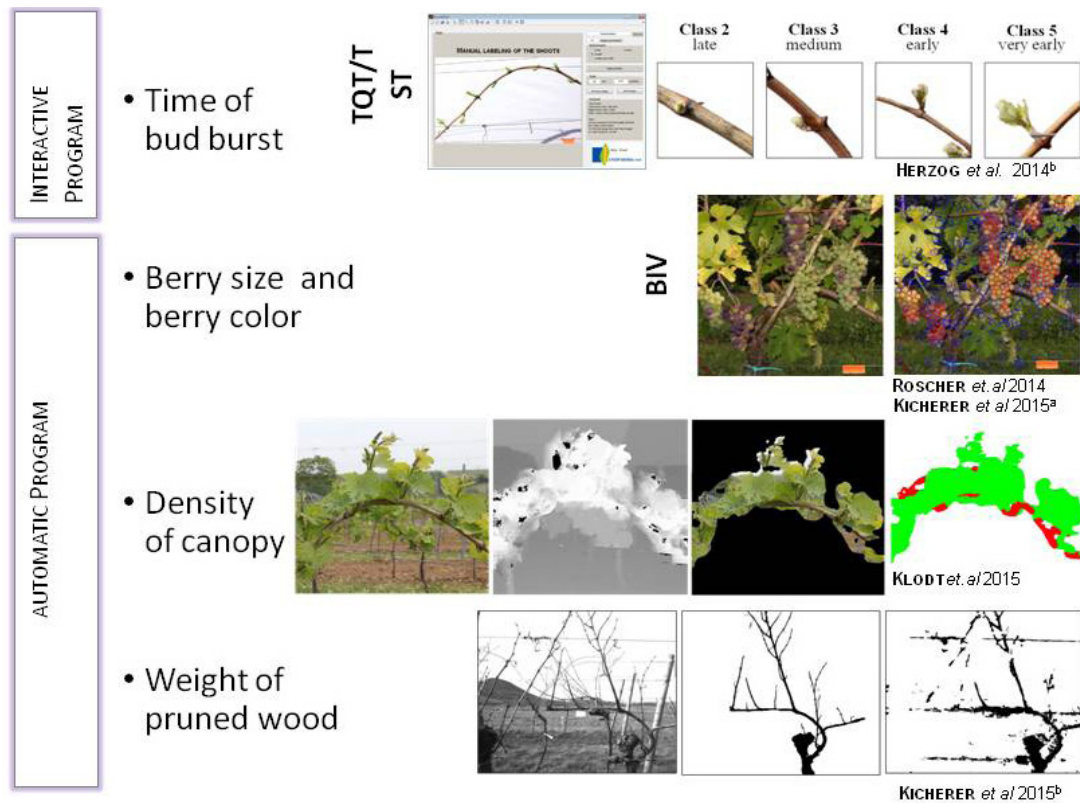 INTERACTIVE
PROGRAM
• Time of
bud burst
TQT/T
ST
MANUAL LABELING OF THE SHOOTS
Class 2
late
Class 3
medium
Class 4
early
Class 5
very early
HERZOG et al. 2014ᵇ
AUTOMATIC PROGRAM
• Berry size and
berry color
BIV
ROSCHER et.al 2014
KICHERER et al 2015ᵃ
• Density
of canopy
KLODT et.al 2015
• Weight of
pruned wood
KICHERER et al 2015ᵇ